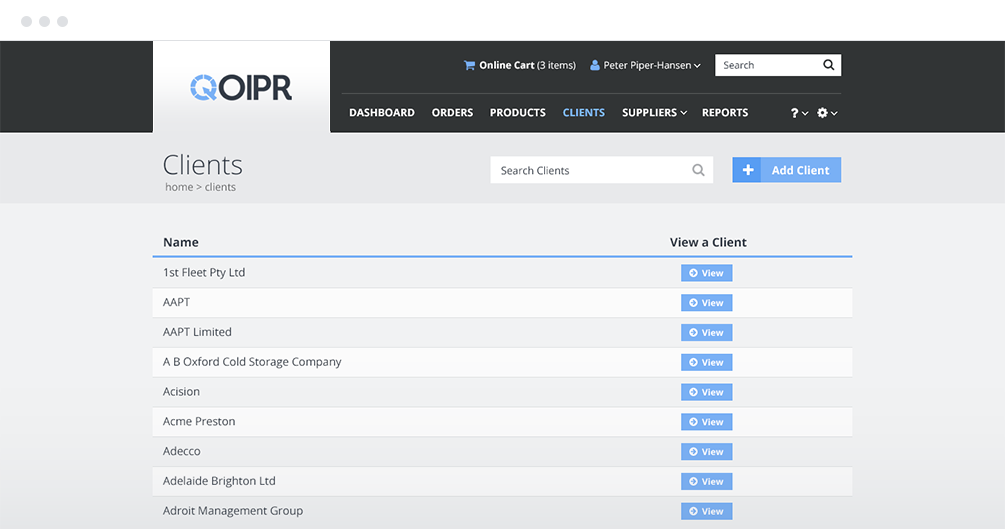 Online Cart (3 items) Peter Piper-Hansen Search
QOIPR
DASHBOARD ORDERS PRODUCTS CLIENTS SUPPLIERS REPORTS ?
Clients
home > clients
Search Clients
+ Add Client
Name View a Client
1st Fleet Pty Ltd View
AAPT View
AAPT Limited View
A B Oxford Cold Storage Company View
Acision View
Acme Preston View
Adecco View
Adelaide Brighton Ltd View
Adroit Management Group View